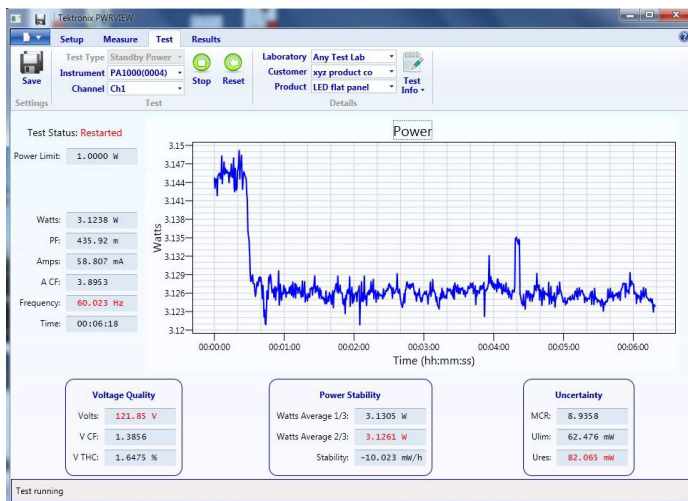 Tektronix PWRVIEW
Setup Measure Test Results
Save
Settings
Test Type Standby Power
Instrument PA1000(0004)
Channel Ch1
Stop Reset
Test
Laboratory Any Test Lab
Customer xyz product co
Product LED flat panel
Test Info
Details
Test Status: Restarted
Power Limit: 1.0000 W
Watts: 3.1238 W
PF: 435.92 m
Amps: 58.807 mA
A CF: 3.8953
Frequency: 60.023 Hz
Time: 00:06:18
Power
Watts
3.15
3.147
3.144
3.141
3.138
3.135
3.132
3.129
3.126
3.123
3.12
00:00:00 00:01:00 00:02:00 00:03:00 00:04:00 00:05:00 00:06:00
Time (hh:mm:ss)
Voltage Quality
Volts: 121.85 V
V CF: 1.3856
V THC: 1.6475 %
Power Stability
Watts Average 1/3: 3.1305 W
Watts Average 2/3: 3.1261 W
Stability: -10.023 mW/h
Uncertainty
MCR: 8.9358
Ulim: 62.476 mW
Ures: 82.065 mW
Test running